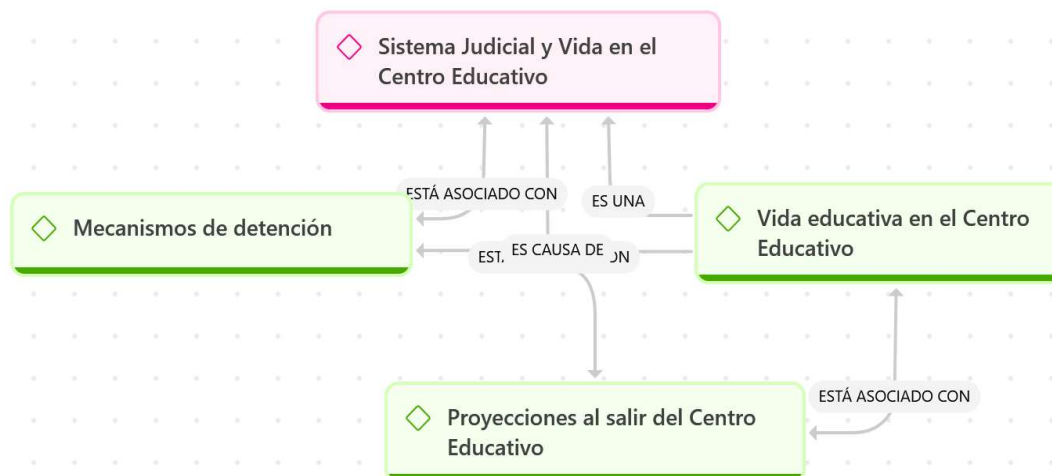 Sistema Judicial y Vida en el
Centro Educativo
ESTÁ ASOCIADO CON
ES UNA
Mecanismos de detención
Vida educativa en el Centro
Educativo
ES CAUSA DE
ESTÁ ASOCIADO CON
Proyecciones al salir del Centro
Educativo